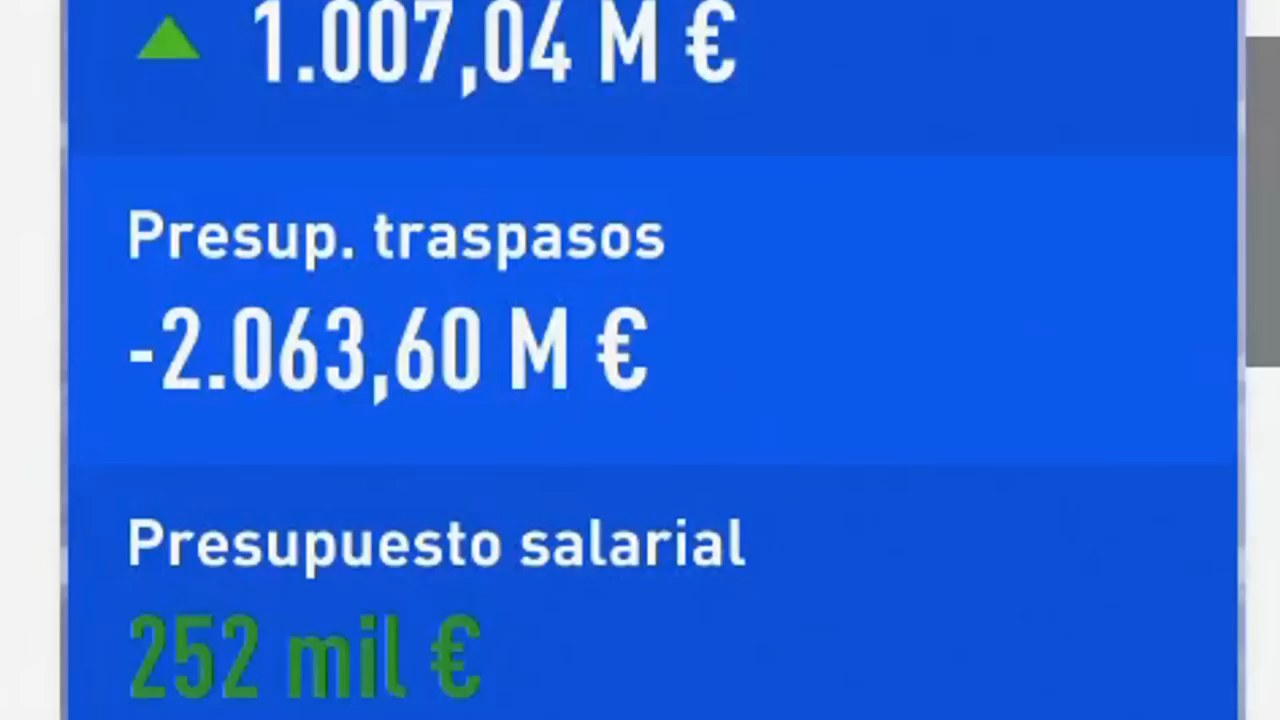 1.007,04 M €
Presup. traspasos
-2.063,60 M €
Presupuesto salarial
252 mil €